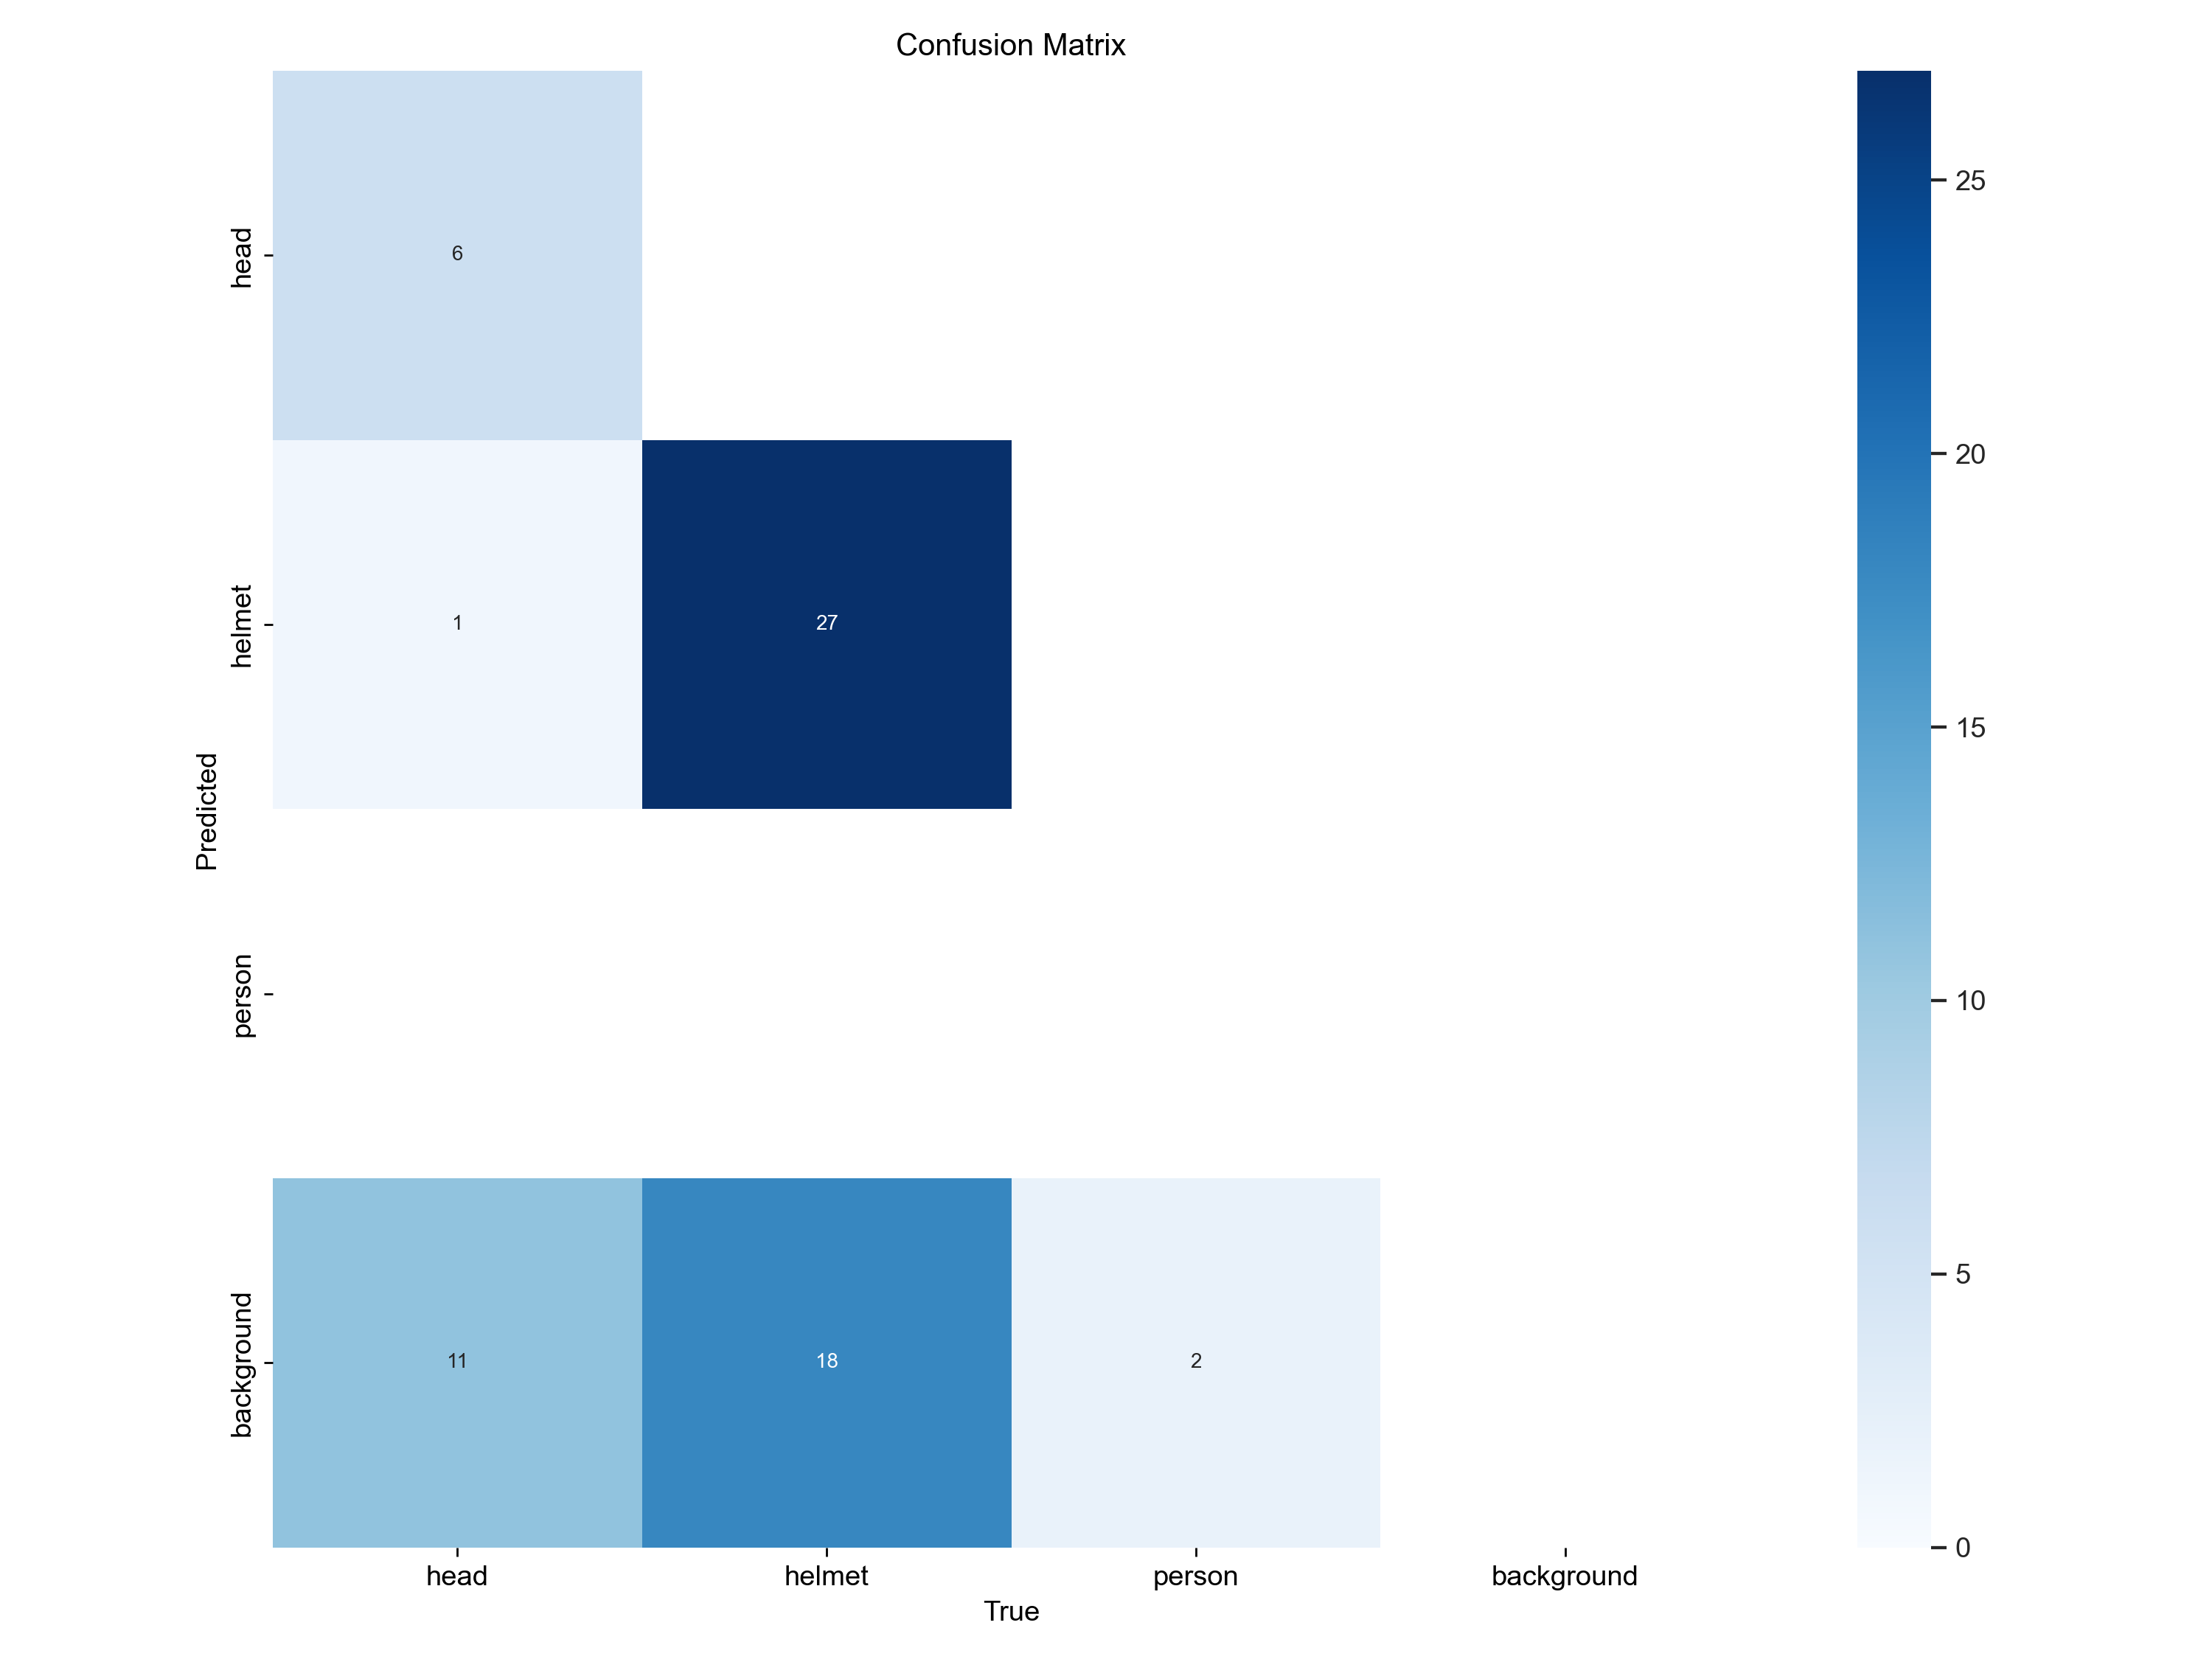 Confusion Matrix
head
6
helmet
1
27
Predicted
person
background
11
18
2
head
helmet
person
background
True
25
20
15
10
5
0